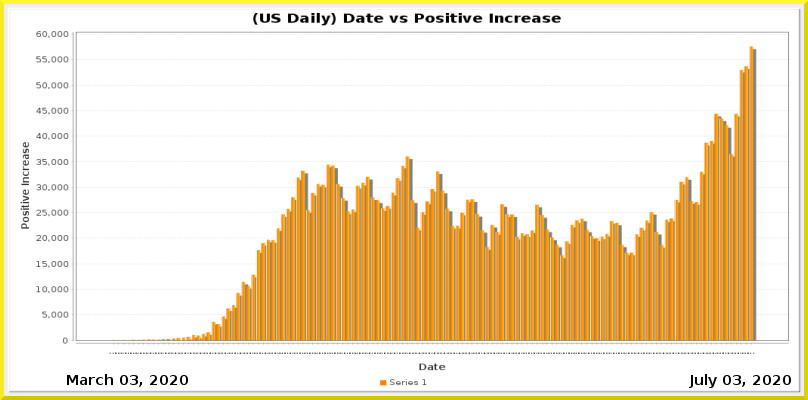 (US Daily) Date vs Positive Increase
60,000
55,000
50,000
45,000
40,000
35,000
30,000
25,000
20,000
15,000
10,000
5,000
0
Positive Increase
Date
March 03, 2020
Series 1
July 03, 2020